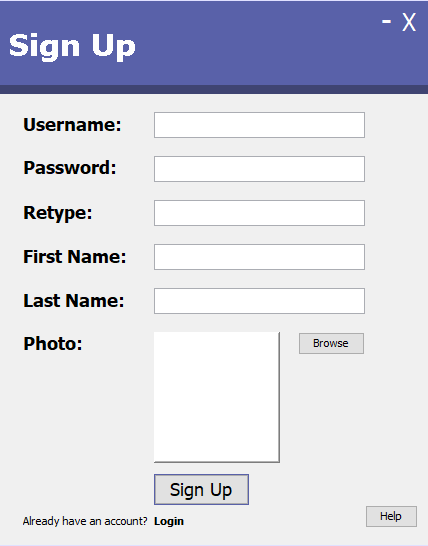 - X
Sign Up
Username:
Password:
Retype:
First Name:
Last Name:
Photo:
Browse
Sign Up
Help
Already have an account? Login